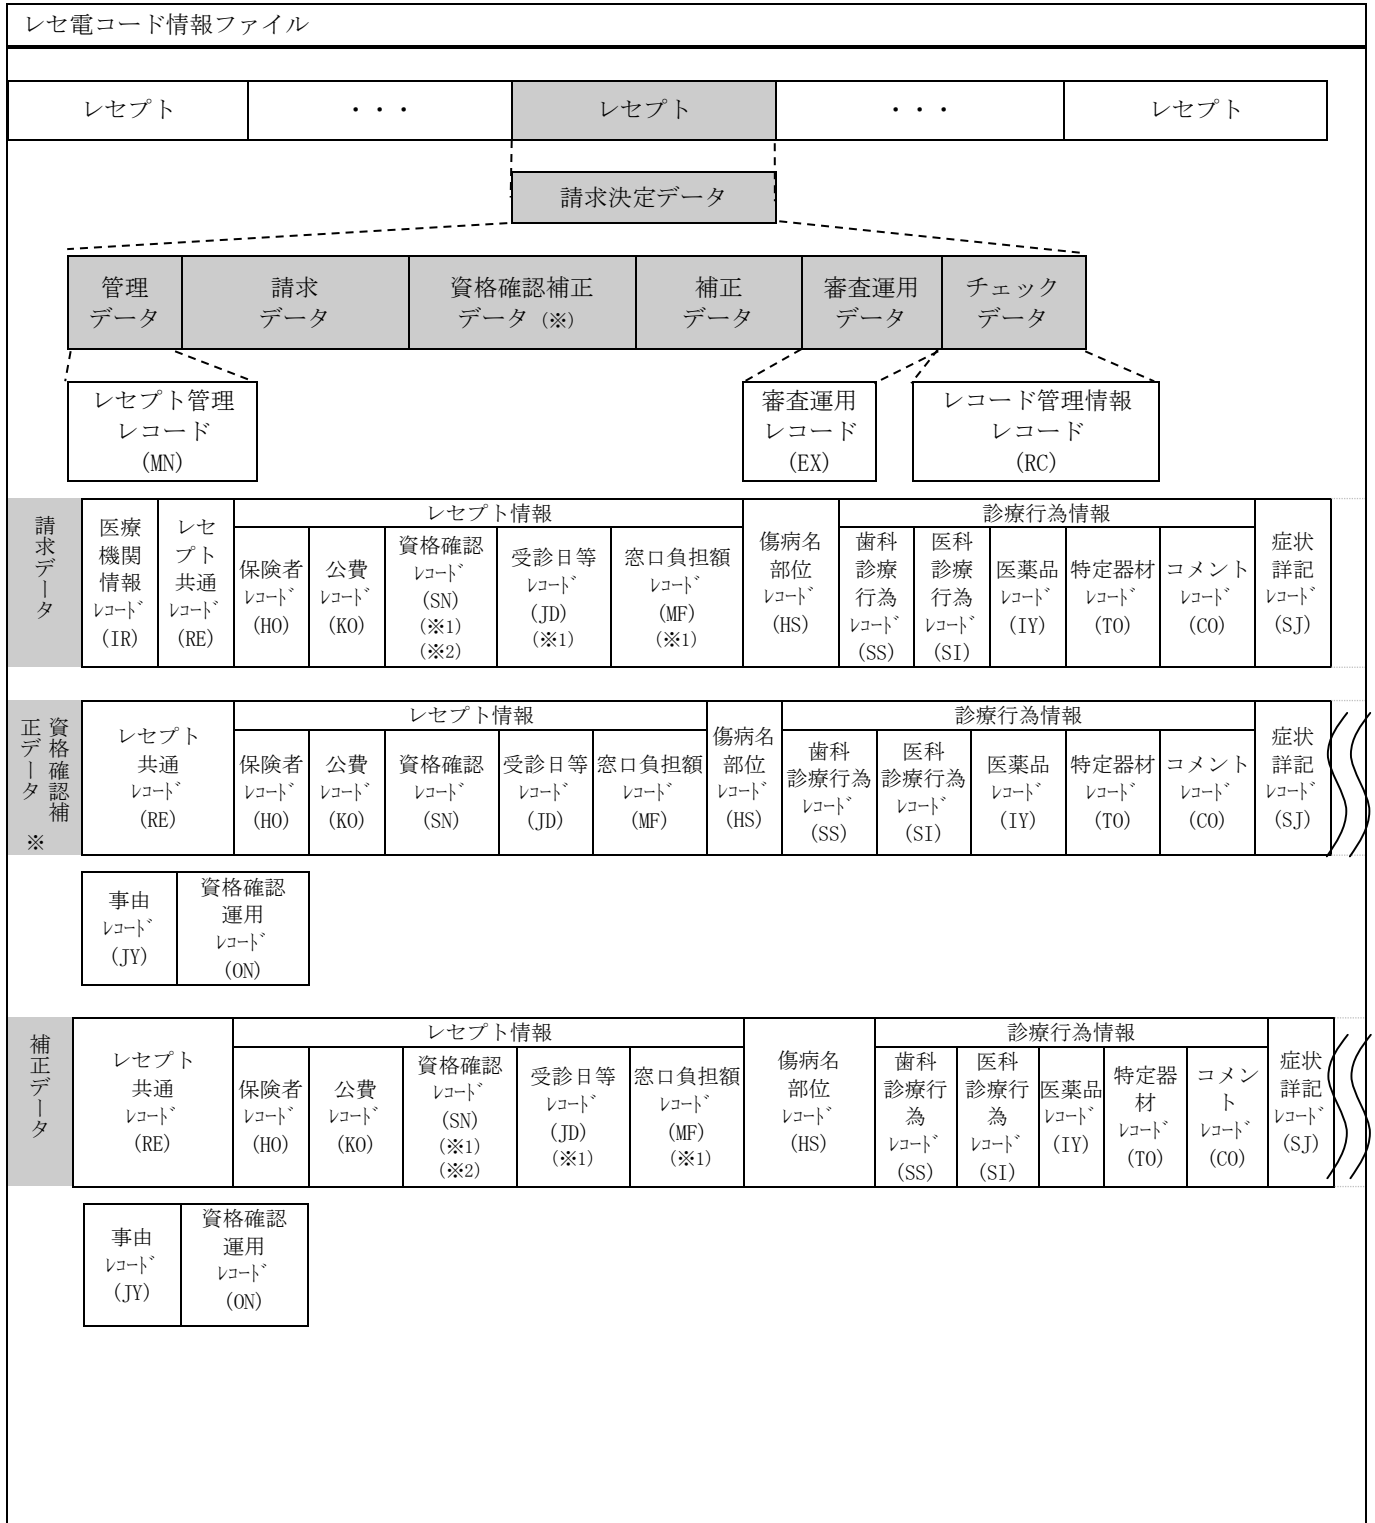 レセ電コード情報ファイル
レセプト
・・・
レセプト
・・・
レセプト
請求決定データ
管理
データ
請求
データ
資格確認補正
データ (※)
補正
データ
審査運用
データ
チェック
データ
レセプト管理
レコード
(MN)
審査運用
レコード
(EX)
レコード管理情報
レコード
(RC)
請求データ
医療
機関
情報
ﾚｺｰﾄﾞ
(IR)
レセ
プト
共通
ﾚｺｰﾄﾞ
(RE)
レセプト情報
保険者
ﾚｺｰﾄﾞ
(HO)
公費
ﾚｺｰﾄﾞ
(KO)
資格確認
ﾚｺｰﾄﾞ
(SN)
(※1)
(※2)
受診日等
ﾚｺｰﾄﾞ
(JD)
(※1)
窓口負担額
ﾚｺｰﾄﾞ
(MF)
(※1)
傷病名
部位
ﾚｺｰﾄﾞ
(HS)
診療行為情報
歯科
診療
行為
ﾚｺｰﾄﾞ
(SS)
医科
診療
行為
ﾚｺｰﾄﾞ
(SI)
医薬品
ﾚｺｰﾄﾞ
(IY)
特定器材
ﾚｺｰﾄﾞ
(TO)
コメント
ﾚｺｰﾄﾞ
(CO)
症状
詳記
ﾚｺｰﾄﾞ
(SJ)
資格確認補
正データ ※
レセプト
共通
ﾚｺｰﾄﾞ
(RE)
レセプト情報
保険者
ﾚｺｰﾄﾞ
(HO)
公費
ﾚｺｰﾄﾞ
(KO)
資格確認
ﾚｺｰﾄﾞ
(SN)
受診日等
ﾚｺｰﾄﾞ
(JD)
窓口負担額
ﾚｺｰﾄﾞ
(MF)
傷病名
部位
ﾚｺｰﾄﾞ
(HS)
診療行為情報
歯科
診療行為
ﾚｺｰﾄﾞ
(SS)
医科
診療行為
ﾚｺｰﾄﾞ
(SI)
医薬品
ﾚｺｰﾄﾞ
(IY)
特定器材
ﾚｺｰﾄﾞ
(TO)
コメント
ﾚｺｰﾄﾞ
(CO)
症状
詳記
ﾚｺｰﾄﾞ
(SJ)
事由
ﾚｺｰﾄﾞ
(JY)
資格確認
運用
ﾚｺｰﾄﾞ
(ON)
補正データ
レセプト
共通
ﾚｺｰﾄﾞ
(RE)
レセプト情報
保険者
ﾚｺｰﾄﾞ
(HO)
公費
ﾚｺｰﾄﾞ
(KO)
資格確認
ﾚｺｰﾄﾞ
(SN)
(※1)
(※2)
受診日等
ﾚｺｰﾄﾞ
(JD)
(※1)
窓口負担額
ﾚｺｰﾄﾞ
(MF)
(※1)
傷病名
部位
ﾚｺｰﾄﾞ
(HS)
診療行為情報
歯科
診療行
為
ﾚｺｰﾄﾞ
(SS)
医科
診療行
為
ﾚｺｰﾄﾞ
(SI)
医薬品
ﾚｺｰﾄﾞ
(IY)
特定器
材
ﾚｺｰﾄﾞ
(TO)
コメン
ト
ﾚｺｰﾄﾞ
(CO)
症状
詳記
ﾚｺｰﾄﾞ
(SJ)
事由
ﾚｺｰﾄﾞ
(JY)
資格確認
運用
ﾚｺｰﾄﾞ
(ON)